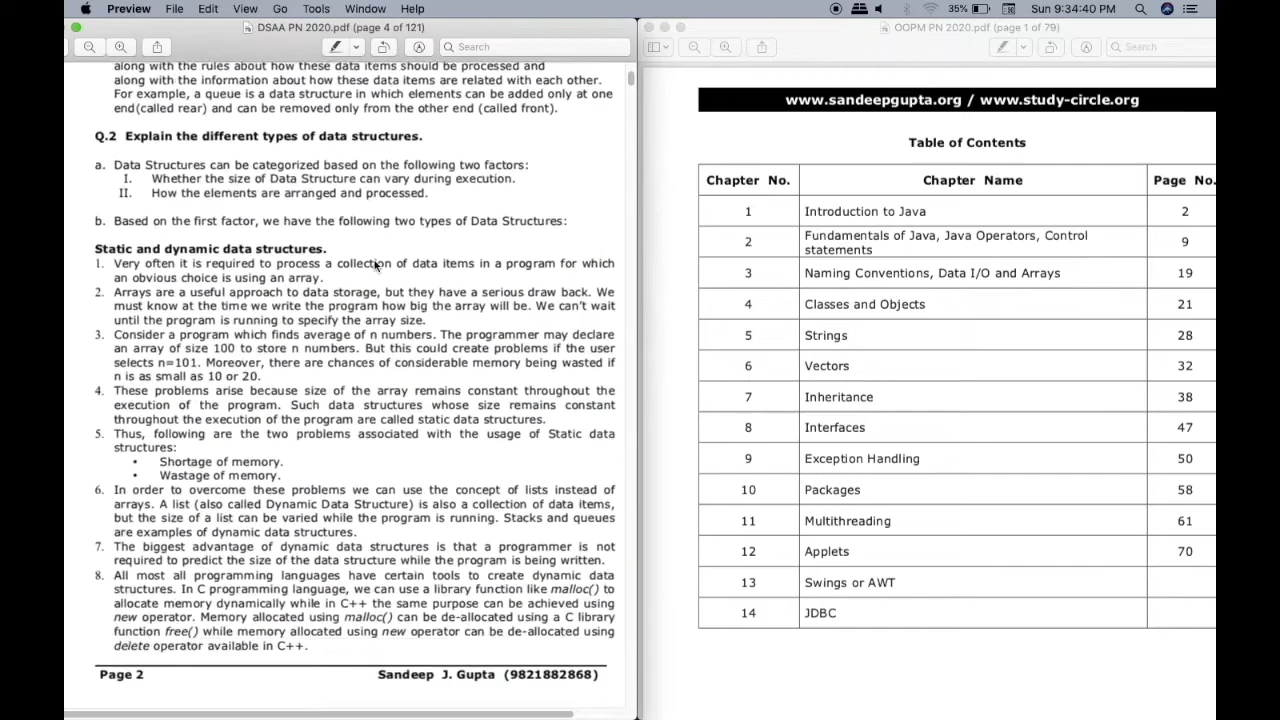 Preview File Edit View Go Tools Window Help 35% Sun 9:34:40 PM
DSAA PN 2020.pdf (page 4 of 121)
Search
along with the rules about how these data items should be processed and
along with the information about how these data items are related with each other.
For example, a queue is a data structure in which elements can be added only at one
end(called rear) and can be removed only from the other end (called front).
Q.2 Explain the different types of data structures.
a. Data Structures can be categorized based on the following two factors:
I. Whether the size of Data Structure can vary during execution.
II. How the elements are arranged and processed.
b. Based on the first factor, we have the following two types of Data Structures:
Static and dynamic data structures.
1. Very often it is required to process a collection of data items in a program for which
an obvious choice is using an array.
2. Arrays are a useful approach to data storage, but they have a serious draw back. We
must know at the time we write the program how big the array will be. We can't wait
until the program is running to specify the array size.
3. Consider a program which finds average of n numbers. The programmer may declare
an array of size 100 to store n numbers. But this could create problems if the user
selects n=101. Moreover, there are chances of considerable memory being wasted if
n is as small as 10 or 20.
4. These problems arise because size of the array remains constant throughout the
execution of the program. Such data structures whose size remains constant
throughout the execution of the program are called static data structures.
5. Thus, following are the two problems associated with the usage of Static data
structures:
• Shortage of memory.
• Wastage of memory.
6. In order to overcome these problems we can use the concept of lists instead of
arrays. A list (also called Dynamic Data Structure) is also a collection of data items,
but the size of a list can be varied while the program is running. Stacks and queues
are examples of dynamic data structures.
7. The biggest advantage of dynamic data structures is that a programmer is not
required to predict the size of the data structure while the program is being written.
8. All most all programming languages have certain tools to create dynamic data
structures. In C programming language, we can use a library function like malloc() to
allocate memory dynamically while in C++ the same purpose can be achieved using
new operator. Memory allocated using malloc() can be de-allocated using a C library
function free() while memory allocated using new operator can be de-allocated using
delete operator available in C++.
Page 2 Sandeep J. Gupta (9821882868)
OOPM PN 2020.pdf (page 1 of 79)
Search
www.sandeepgupta.org / www.study-circle.org
Table of Contents
Chapter No. Chapter Name Page No.
1 Introduction to Java 2
2 Fundamentals of Java, Java Operators, Control 9
statements
3 Naming Conventions, Data I/O and Arrays 19
4 Classes and Objects 21
5 Strings 28
6 Vectors 32
7 Inheritance 38
8 Interfaces 47
9 Exception Handling 50
10 Packages 58
11 Multithreading 61
12 Applets 70
13 Swings or AWT
14 JDBC